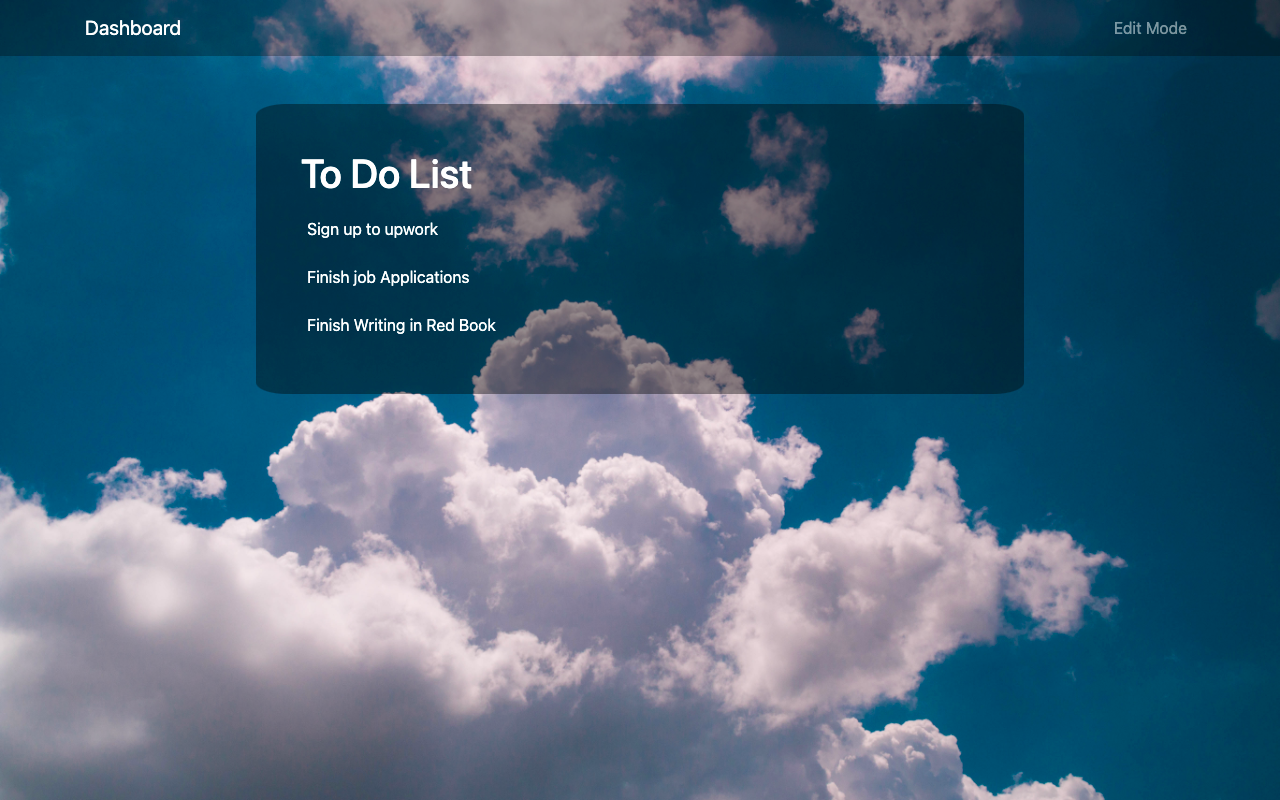 Dashboard
Edit Mode
To Do List
Sign up to upwork
Finish job Applications
Finish Writing in Red Book